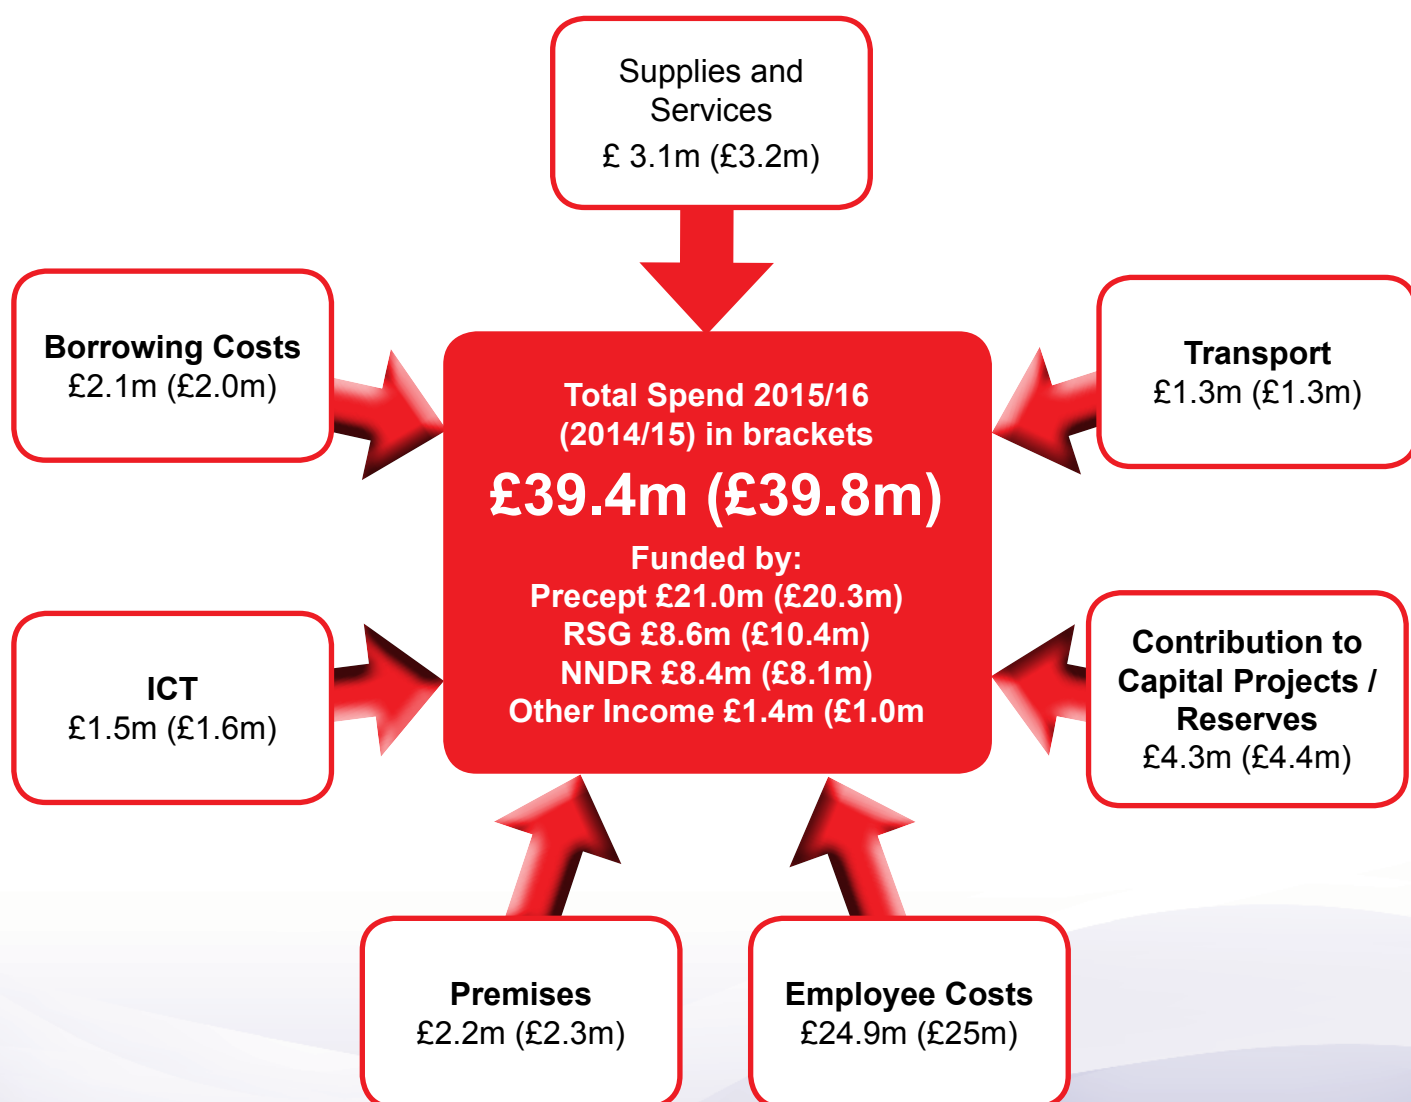 Supplies and
Services
£ 3.1m (£3.2m)
Borrowing Costs
£2.1m (£2.0m)
Transport
£1.3m (£1.3m)
Total Spend 2015/16
(2014/15) in brackets
£39.4m (£39.8m)
Funded by:
Precept £21.0m (£20.3m)
RSG £8.6m (£10.4m)
NNDR £8.4m (£8.1m)
Other Income £1.4m (£1.0m
ICT
£1.5m (£1.6m)
Contribution to
Capital Projects /
Reserves
£4.3m (£4.4m)
Premises
£2.2m (£2.3m)
Employee Costs
£24.9m (£25m)